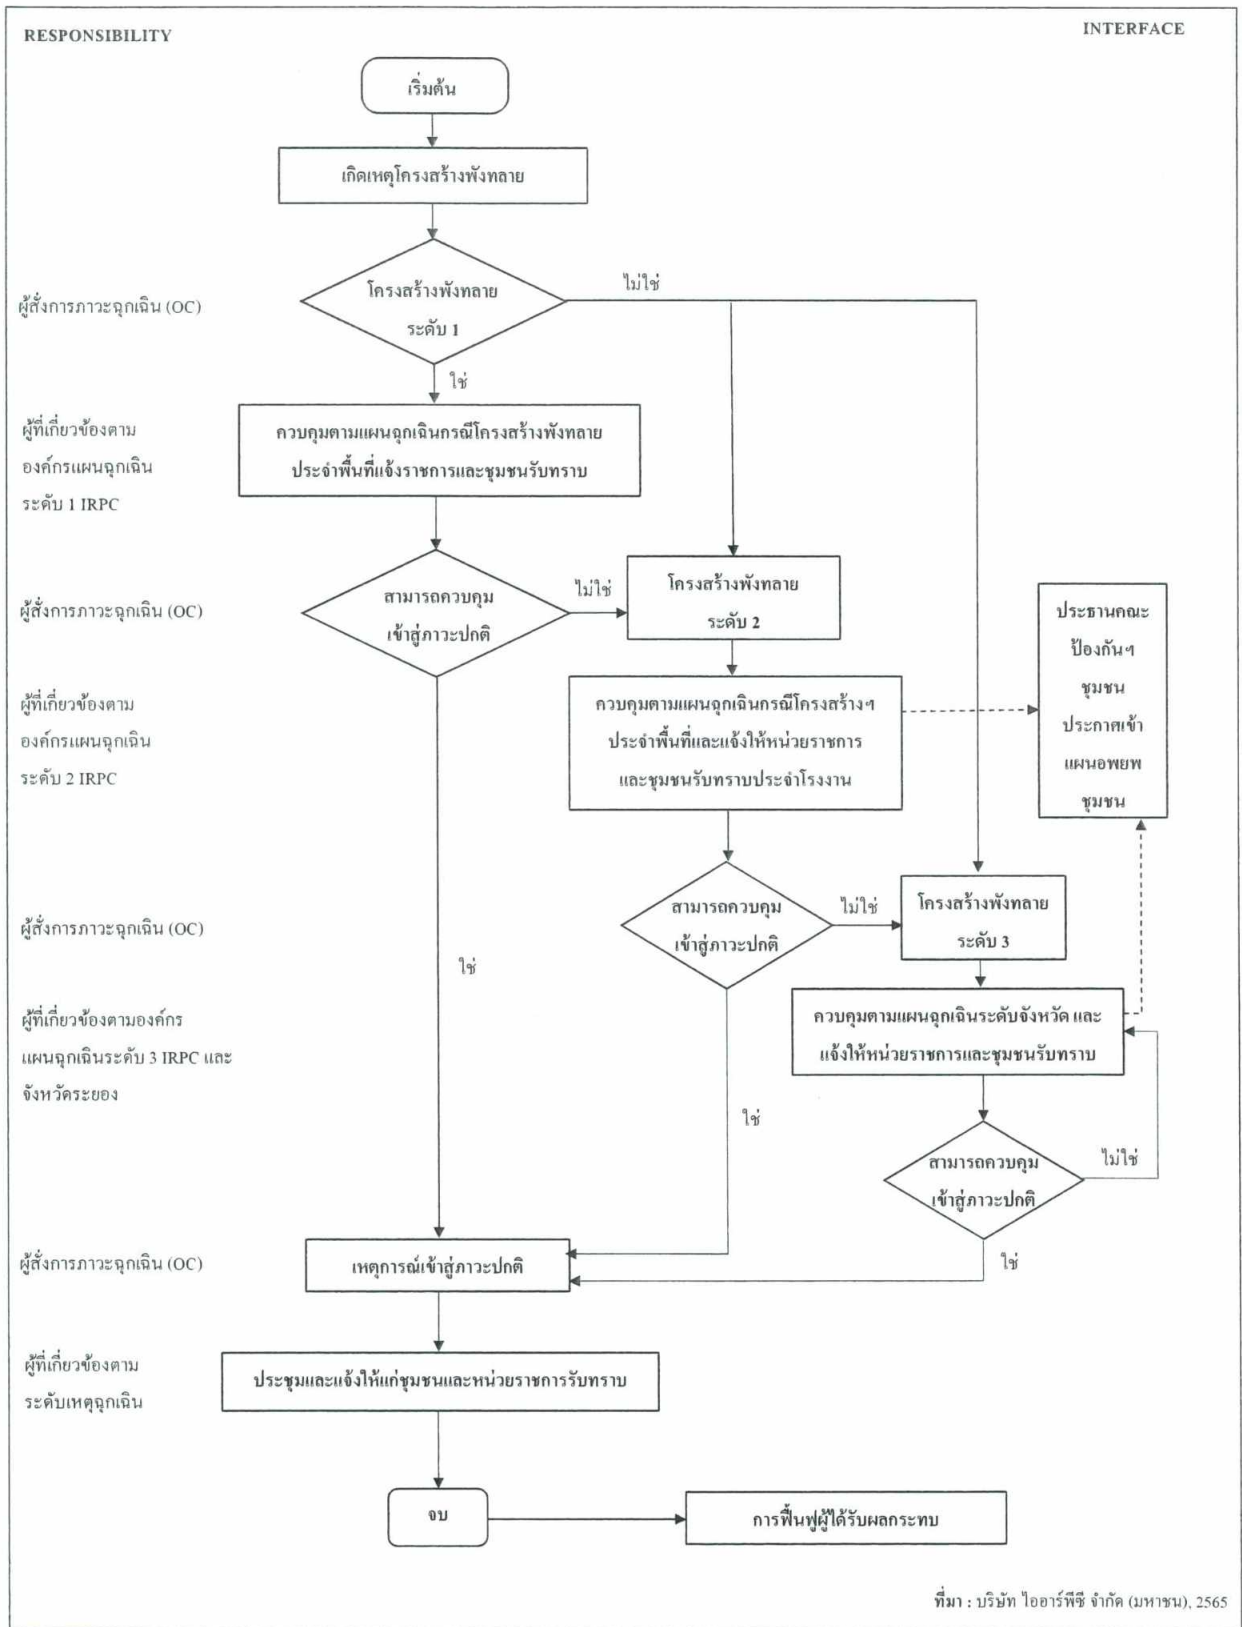 RESPONSIBILITY
INTERFACE
เริ่มต้น
เกิดเหตุโครงสร้างพังทลาย
ผู้สั่งการภาวะฉุกเฉิน (OC)
โครงสร้างพังทลาย
ระดับ 1
ไม่ใช่
ใช่
ผู้ที่เกี่ยวข้องตาม
องค์กรแผนฉุกเฉิน
ระดับ 1 IRPC
ควบคุมตามแผนฉุกเฉินกรณีโครงสร้างพังทลาย
ประจำพื้นที่แจ้งราชการและชุมชนรับทราบ
ผู้สั่งการภาวะฉุกเฉิน (OC)
สามารถควบคุม
เข้าสู่ภาวะปกติ
ไม่ใช่
โครงสร้างพังทลาย
ระดับ 2
ประธานคณะ
ป้องกันฯ
ชุมชน
ประกาศเข้า
แผนอพยพ
ชุมชน
ผู้ที่เกี่ยวข้องตาม
องค์กรแผนฉุกเฉิน
ระดับ 2 IRPC
ควบคุมตามแผนฉุกเฉินกรณีโครงสร้างฯ
ประจำพื้นที่และแจ้งให้หน่วยราชการ
และชุมชนรับทราบประจำโรงงาน
ผู้สั่งการภาวะฉุกเฉิน (OC)
สามารถควบคุม
เข้าสู่ภาวะปกติ
ไม่ใช่
โครงสร้างพังทลาย
ระดับ 3
ใช่
ผู้ที่เกี่ยวข้องตามองค์กร
แผนฉุกเฉินระดับ 3 IRPC และ
จังหวัดระยอง
ควบคุมตามแผนฉุกเฉินระดับจังหวัด และ
แจ้งให้หน่วยราชการและชุมชนรับทราบ
ใช่
สามารถควบคุม
เข้าสู่ภาวะปกติ
ไม่ใช่
ใช่
ผู้สั่งการภาวะฉุกเฉิน (OC)
เหตุการณ์เข้าสู่ภาวะปกติ
ผู้ที่เกี่ยวข้องตาม
ระดับเหตุฉุกเฉิน
ประชุมและแจ้งให้แก่ชุมชนและหน่วยราชการรับทราบ
จบ
การฟื้นฟูผู้ได้รับผลกระทบ
ที่มา : บริษัท ไออาร์พีซี จำกัด (มหาชน), 2565